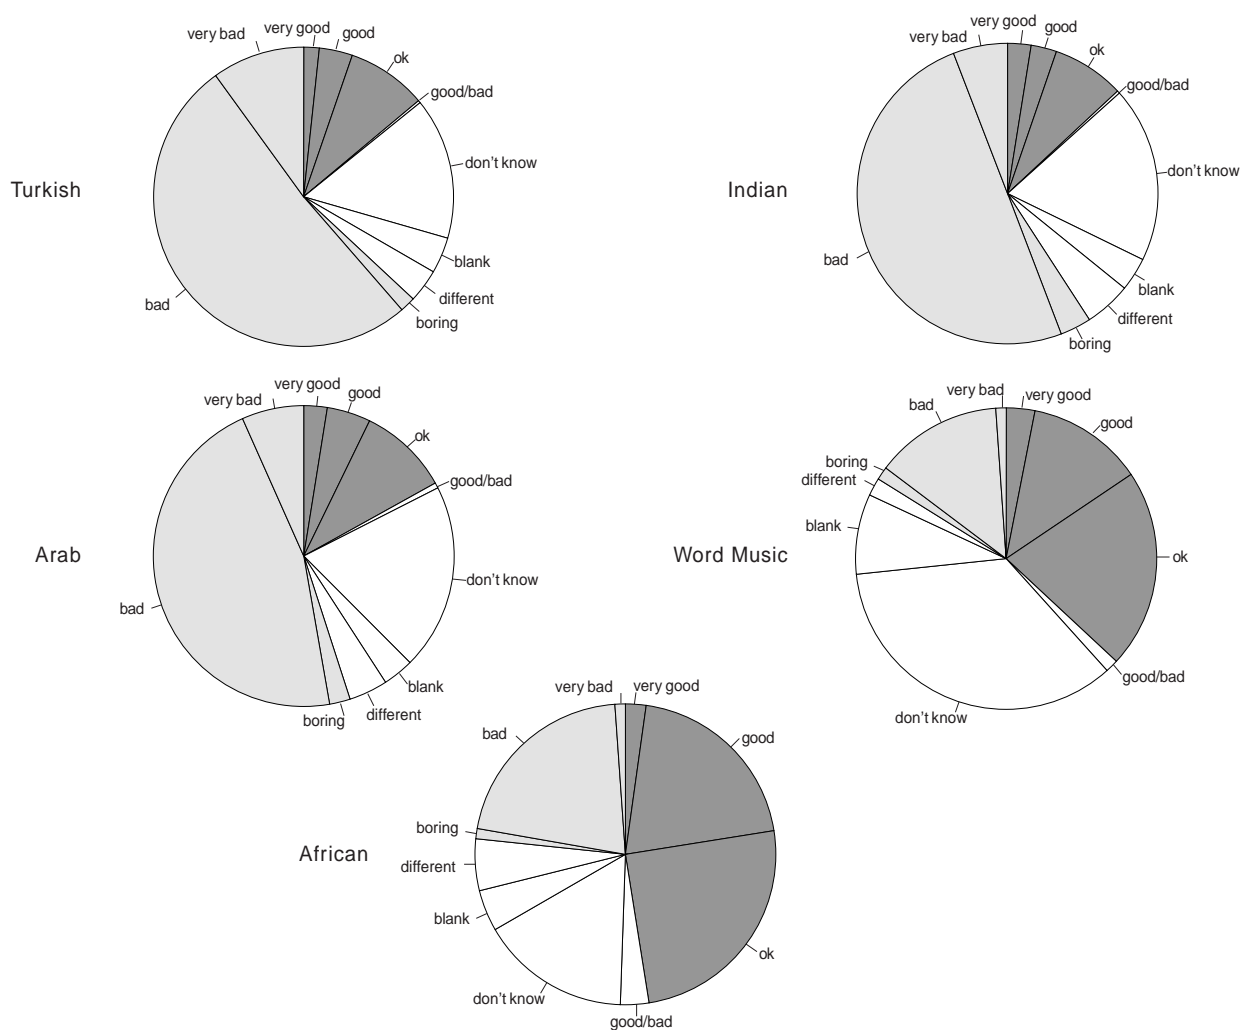 Turkish
very bad
very good
good
ok
good/bad
don't know
blank
different
boring
bad
Indian
very bad
very good
good
ok
good/bad
don't know
blank
different
boring
bad
Arab
very bad
very good
good
ok
good/bad
don't know
blank
different
boring
bad
Word Music
very bad
very good
good
ok
good/bad
don't know
blank
different
boring
bad
African
very bad
very good
good
ok
good/bad
don't know
blank
different
boring
bad